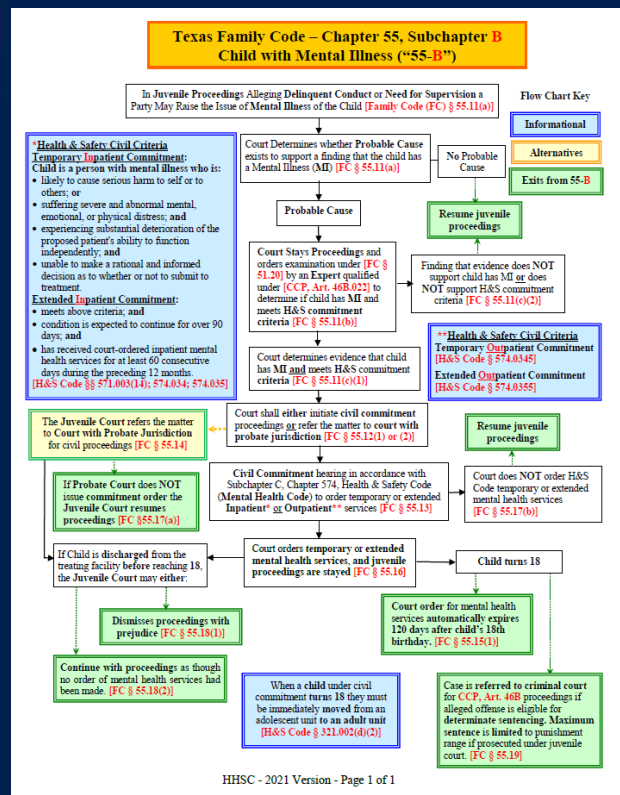 Texas Family Code – Chapter 55, Subchapter B
Child with Mental Illness (“55-B”)
In Juvenile Proceedings Alleging Delinquent Conduct or Need for Supervision a
Party May Raise the Issue of Mental Illness of the Child [Family Code (FC) § 55.11(a)]
Flow Chart Key
Informational
Alternatives
Exits from 55-B
*Health & Safety Civil Criteria
Temporary Inpatient Commitment:
Child is a person with mental illness who is:
• likely to cause serious harm to self or to
others; or
• suffering severe and abnormal mental,
emotional, or physical distress; and
• experiencing substantial deterioration of the
proposed patient's ability to function
independently; and
• unable to make a rational and informed
decision as to whether or not to submit to
treatment.
Extended Inpatient Commitment:
• meets above criteria; and
• condition is expected to continue for over 90
days; and
• has received court-ordered inpatient mental
health services for at least 60 consecutive
days during the preceding 12 months.
[H&S Code §§ 571.003(14); 574.034; 574.035]
Court Determines whether Probable Cause
exists to support a finding that the child has
a Mental Illness (MI) [FC § 55.11(a)]
No Probable
Cause
Probable Cause
Resume juvenile
proceedings
Court Stays Proceedings and
orders examination under [FC §
51.20] by an Expert qualified
under [CCP, Art. 46B.022] to
determine if child has MI and
meets H&S commitment
criteria [FC § 55.11(b)]
Finding that evidence does NOT
support child has MI or does
NOT support H&S commitment
criteria [FC § 55.11(c)(2)]
**Health & Safety Civil Criteria
Temporary Outpatient Commitment
[H&S Code § 574.0345]
Extended Outpatient Commitment
[H&S Code § 574.0355]
Court determines evidence that child
has MI and meets H&S commitment
criteria [FC § 55.11(c)(1)]
The Juvenile Court refers the matter
to Court with Probate Jurisdiction
for civil proceedings [FC § 55.14]
Court shall either initiate civil commitment
proceedings or refer the matter to court with
probate jurisdiction [FC § 55.12(1) or (2)]
Resume juvenile
proceedings
If Probate Court does NOT
issue commitment order the
Juvenile Court resumes
proceedings [FC §55.17(a)]
Civil Commitment hearing in accordance with
Subchapter C, Chapter 574, Health & Safety Code
(Mental Health Code) to order temporary or extended
Inpatient* or Outpatient** services [FC § 55.13]
Court does NOT order H&S
Code temporary or extended
mental health services
[FC § 55.17(b)]
If Child is discharged from the
treating facility before reaching 18,
the Juvenile Court may either:
Court orders temporary or extended
mental health services, and juvenile
proceedings are stayed [FC § 55.16]
Child turns 18
Dismisses proceedings with
prejudice [FC § 55.18(1)]
Court order for mental health
services automatically expires
120 days after child's 18th
birthday. [FC § 55.15(1)]
Continue with proceedings as though
no order of mental health services had
been made. [FC § 55.18(2)]
When a child under civil
commitment turns 18 they must
be immediately moved from an
adolescent unit to an adult unit
[H&S Code § 321.002(d)(2)]
Case is referred to criminal court
for CCP, Art. 46B proceedings if
alleged offense is eligible for
determinate sentencing. Maximum
sentence is limited to punishment
range if prosecuted under juvenile
court. [FC § 55.19]
HHSC - 2021 Version - Page 1 of 1